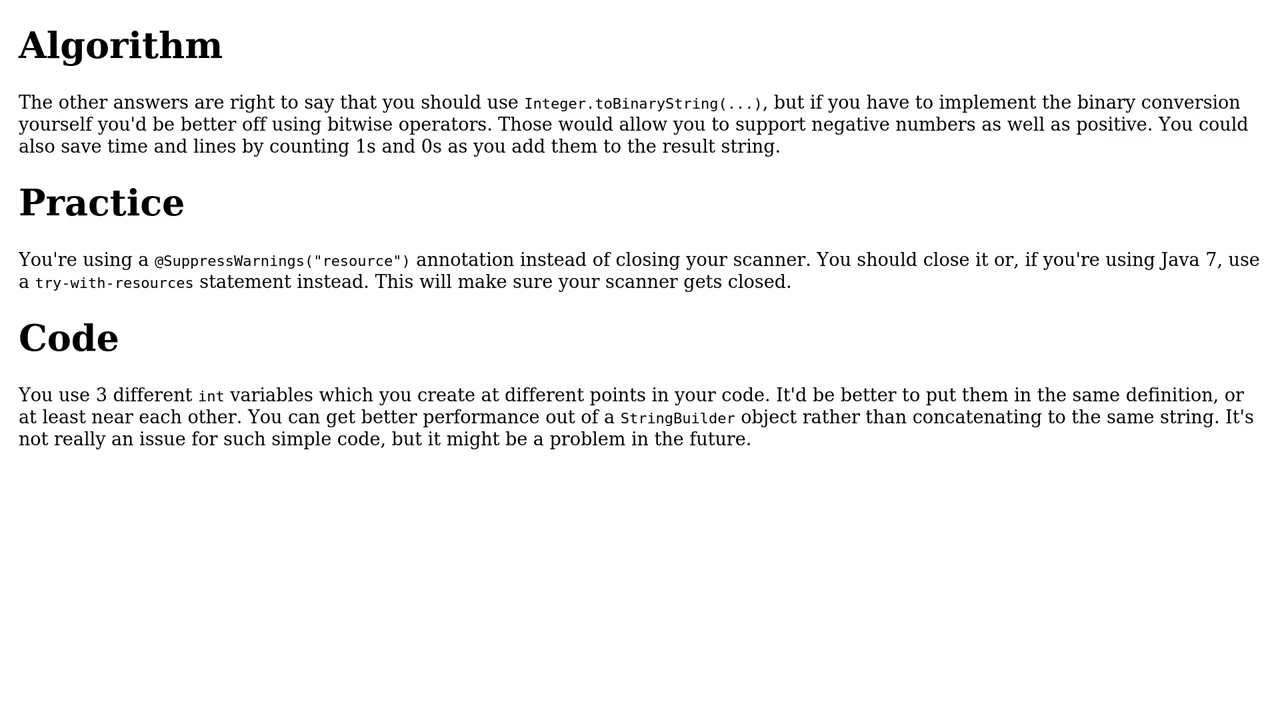 Algorithm
The other answers are right to say that you should use Integer.toBinaryString(...), but if you have to implement the binary conversion
yourself you'd be better off using bitwise operators. Those would allow you to support negative numbers as well as positive. You could
also save time and lines by counting 1s and 0s as you add them to the result string.
Practice
You're using a @SuppressWarnings("resource") annotation instead of closing your scanner. You should close it or, if you're using Java 7, use
a try-with-resources statement instead. This will make sure your scanner gets closed.
Code
You use 3 different int variables which you create at different points in your code. It'd be better to put them in the same definition, or
at least near each other. You can get better performance out of a StringBuilder object rather than concatenating to the same string. It's
not really an issue for such simple code, but it might be a problem in the future.